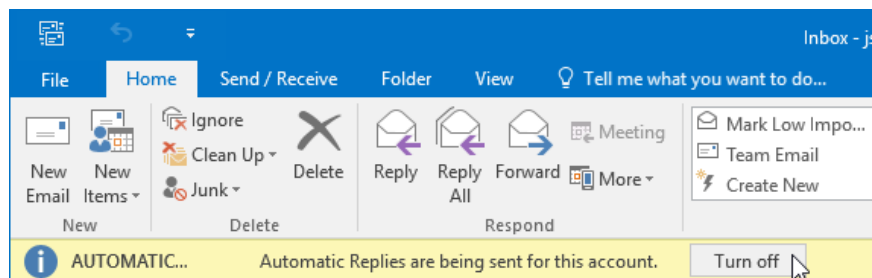 Inbox - js
File Home Send / Receive Folder View Tell me what you want to do...
Ignore
Clean Up
Junk
Delete
New Email
New Items
Reply
Reply All
Forward
Meeting
More
Mark Low Impo...
Team Email
Create New
New Delete Respond
AUTOMATIC... Automatic Replies are being sent for this account. Turn off